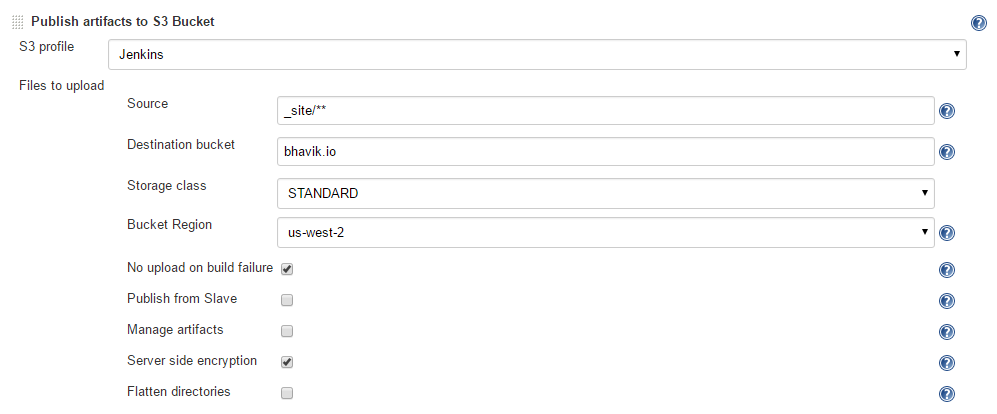 Publish artifacts to S3 Bucket
S3 profile
Jenkins
Files to upload
Source
_site/**
Destination bucket
bhavik.io
Storage class
STANDARD
Bucket Region
us-west-2
No upload on build failure
Publish from Slave
Manage artifacts
Server side encryption
Flatten directories